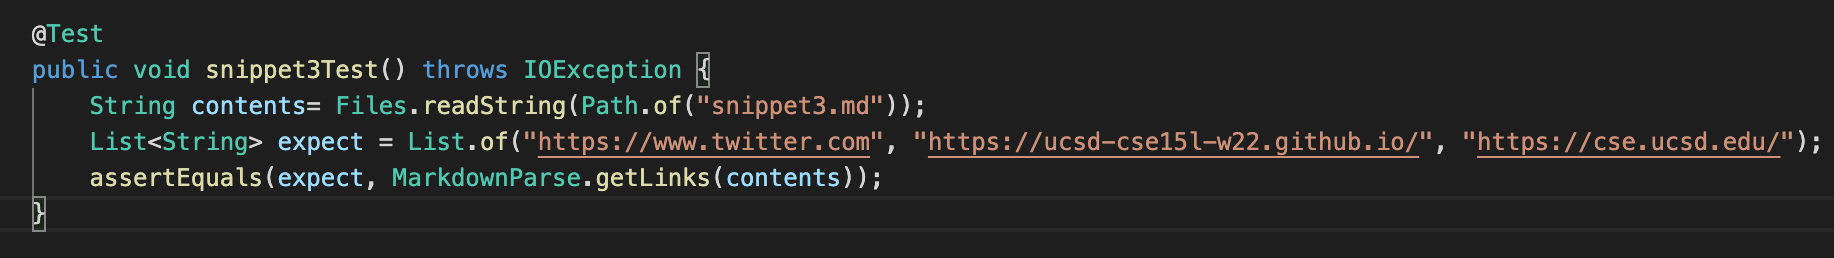 @Test
public void snippet3Test() throws IOException {
    String contents= Files.readString(Path.of("snippet3.md"));
    List<String> expect = List.of("https://www.twitter.com", "https://ucsd-cse15l-w22.github.io/", "https://cse.ucsd.edu/");
    assertEquals(expect, MarkdownParse.getLinks(contents));
}